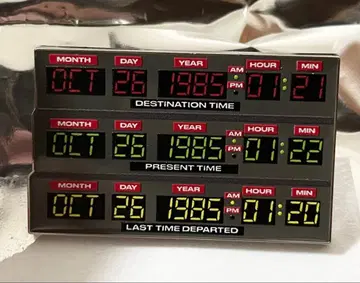 MONTH DAY YEAR HOUR MIN
OCT 26 1985 AM PM 01 21
DESTINATION TIME
MONTH DAY YEAR HOUR MIN
OCT 26 1985 AM PM 01 22
PRESENT TIME
MONTH DAY YEAR HOUR MIN
OCT 26 1985 AM PM 01 20
LAST TIME DEPARTED